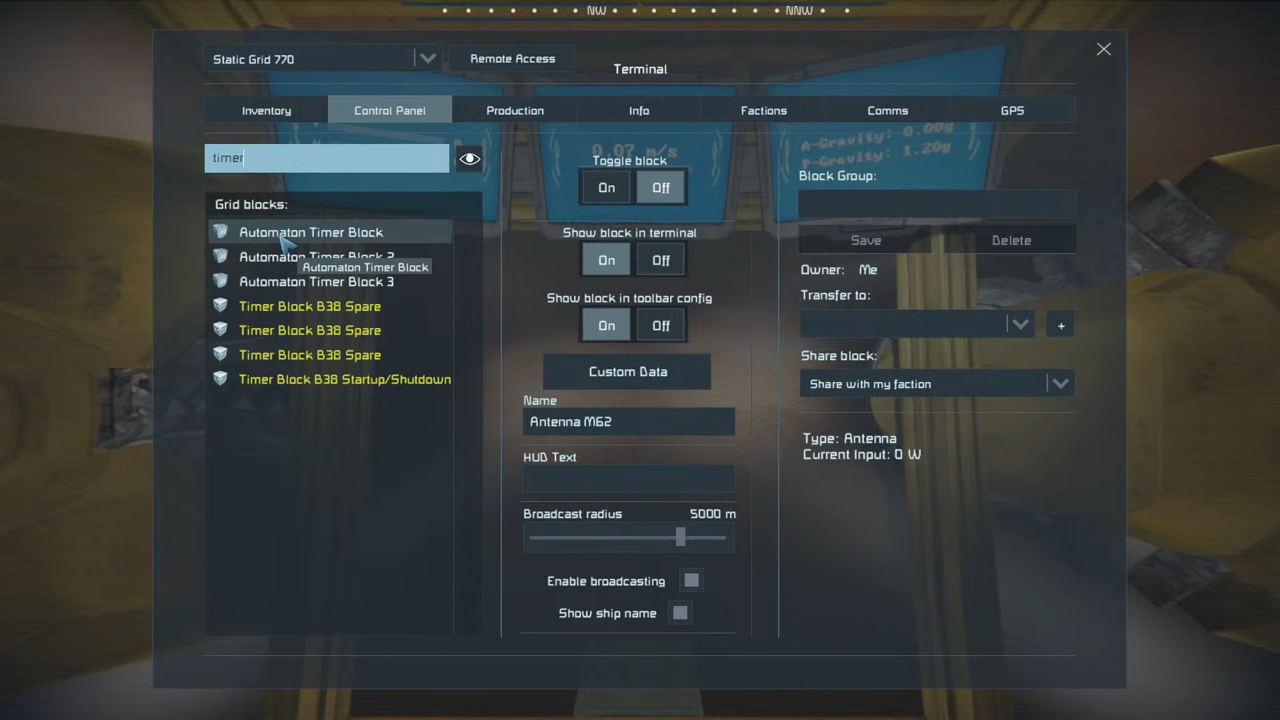 NW NNW
Static Grid 770
Remote Access
Terminal
Inventory
Control Panel
Production
Info
Factions
Comms
GPS
timer
Grid blocks:
Automaton Timer Block
Automaton Timer Block 2
Automaton Timer Block
Automaton Timer Block 3
Timer Block B38 Spare
Timer Block B38 Spare
Timer Block B38 Spare
Timer Block B38 Startup/Shutdown
0.07 m/s
Toggle block
On Off
Show block in terminal
On Off
Show block in toolbar config
On Off
Custom Data
Name
Antenna M62
HUD Text
Broadcast radius 5000 m
Enable broadcasting
Show ship name
A-Gravity: 0.00g
P-Gravity: 1.20g
Block Group:
Save Delete
Owner: Me
Transfer to:
+
Share block:
Share with my faction
Type: Antenna
Current Input: 0 W